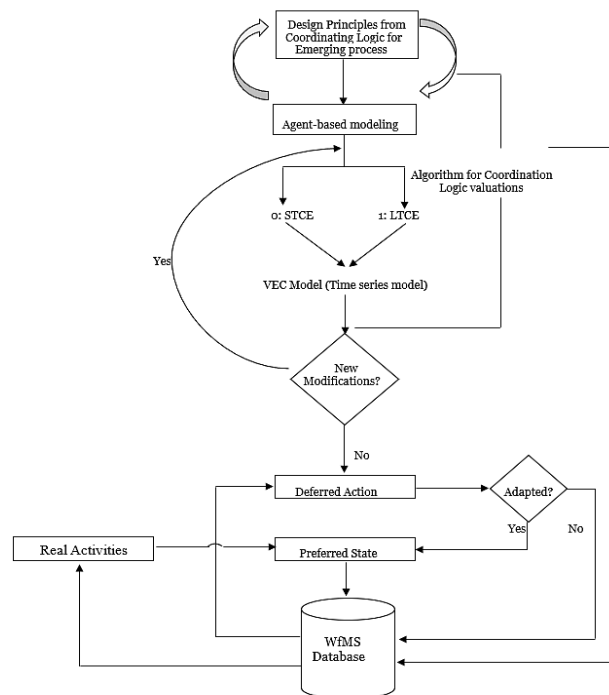 Design Principles from
Coordinating Logic for
Emerging process
Agent-based modeling
Algorithm for Coordination
Logic valuations
0: STCE
1: LTCE
Yes
VEC Model (Time series model)
New
Modifications?
No
Deferred Action
Adapted?
Yes
No
Real Activities
Preferred State
WfMS
Database